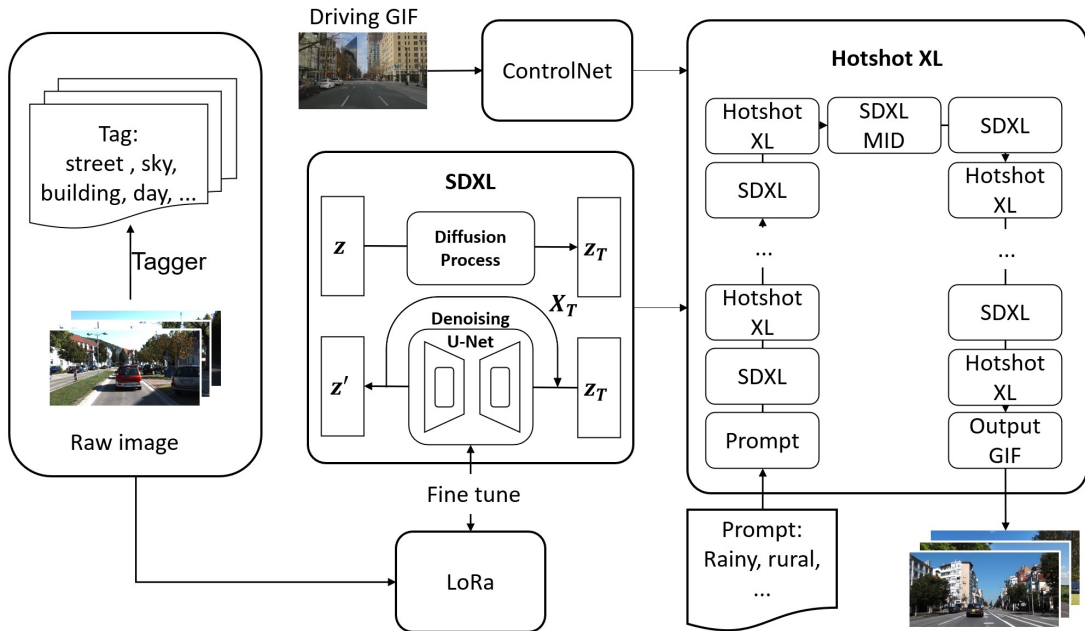 Tag:
street , sky,
building, day, ...
Tagger
Raw image
Driving GIF
ControlNet
SDXL
z
Diffusion
Process
z_T
X_T
Denoising
U-Net
z'
z_T
Fine tune
LoRa
Hotshot XL
Hotshot
XL
SDXL
MID
SDXL
SDXL
Hotshot
XL
...
...
Hotshot
XL
SDXL
SDXL
Hotshot
XL
Prompt
Output
GIF
Prompt:
Rainy, rural,
...